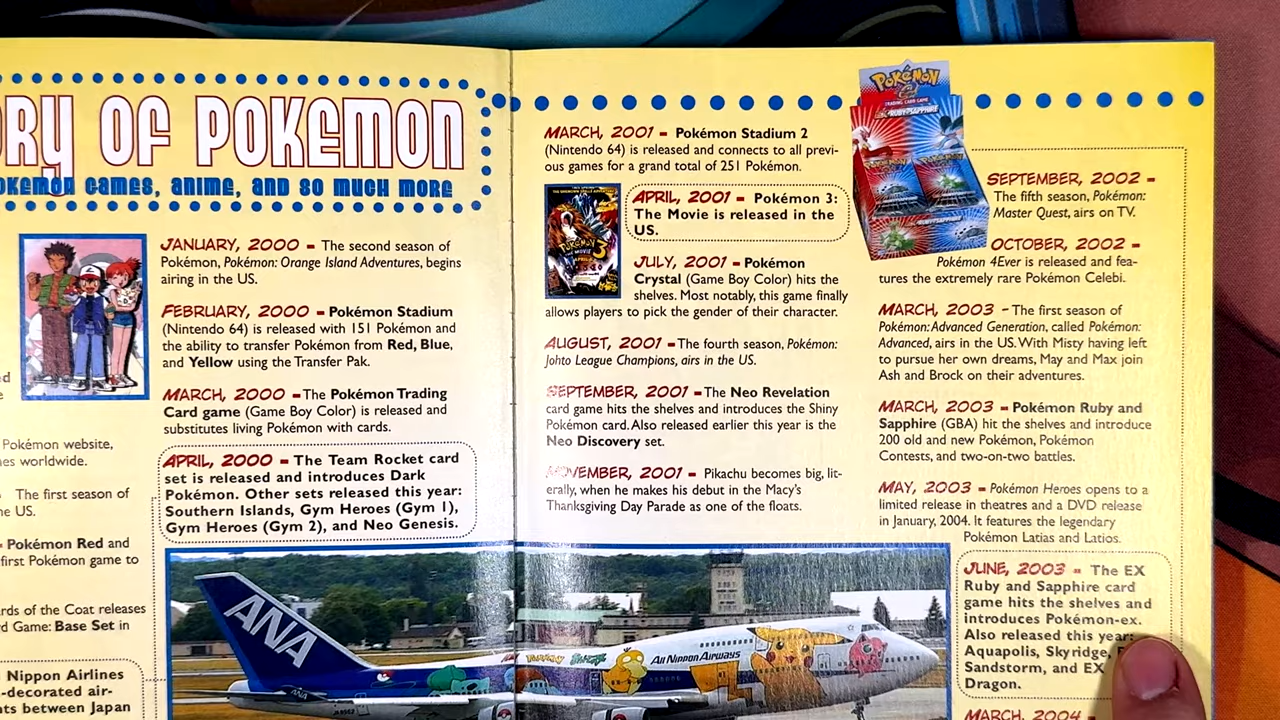 RY OF POKEMON
POKEMON GAMES, ANIME, AND SO MUCH MORE
Pokémon website,
worldwide.
The first season of
US.
Pokémon Red and
first Pokémon game to
of the Coat releases
Game: Base Set in
Nippon Airlines
-decorated air-
between Japan
JANUARY, 2000 - The second season of
Pokémon, Pokémon: Orange Island Adventures, begins
airing in the US.
FEBRUARY, 2000 - Pokémon Stadium
(Nintendo 64) is released with 151 Pokémon and
the ability to transfer Pokémon from Red, Blue,
and Yellow using the Transfer Pak.
MARCH, 2000 - The Pokémon Trading
Card game (Game Boy Color) is released and
substitutes living Pokémon with cards.
APRIL, 2000 - The Team Rocket card
set is released and introduces Dark
Pokémon. Other sets released this year:
Southern Islands, Gym Heroes (Gym 1),
Gym Heroes (Gym 2), and Neo Genesis.
ANA
ANA
All Nippon Airways
MARCH, 2001 - Pokémon Stadium 2
(Nintendo 64) is released and connects to all previ-
ous games for a grand total of 251 Pokémon.
POKéMON 3
THE MOVIE
APRIL, 2001 - Pokémon 3:
The Movie is released in the
US.
JULY, 2001 - Pokémon
Crystal (Game Boy Color) hits the
shelves. Most notably, this game finally
allows players to pick the gender of their character.
AUGUST, 2001 - The fourth season, Pokémon:
Johto League Champions, airs in the US.
SEPTEMBER, 2001 - The Neo Revelation
card game hits the shelves and introduces the Shiny
Pokémon card. Also released earlier this year is the
Neo Discovery set.
NOVEMBER, 2001 - Pikachu becomes big, lit-
erally, when he makes his debut in the Macy's
Thanksgiving Day Parade as one of the floats.
Pokémon
TRADING CARD GAME
RUBY & SAPPHIRE
SEPTEMBER, 2002 -
The fifth season, Pokémon:
Master Quest, airs on TV.
OCTOBER, 2002 -
Pokémon 4Ever is released and fea-
tures the extremely rare Pokémon Celebi.
MARCH, 2003 - The first season of
Pokémon: Advanced Generation, called Pokémon:
Advanced, airs in the US. With Misty having left
to pursue her own dreams, May and Max join
Ash and Brock on their adventures.
MARCH, 2003 - Pokémon Ruby and
Sapphire (GBA) hit the shelves and introduce
200 old and new Pokémon, Pokémon
Contests, and two-on-two battles.
MAY, 2003 - Pokémon Heroes opens to a
limited release in theatres and a DVD release
in January, 2004. It features the legendary
Pokémon Latias and Latios.
JUNE, 2003 - The EX
Ruby and Sapphire card
game hits the shelves and
introduces Pokémon-ex.
Also released this year:
Aquapolis, Skyridge,
Sandstorm, and EX
Dragon.
MARCH, 2004 -